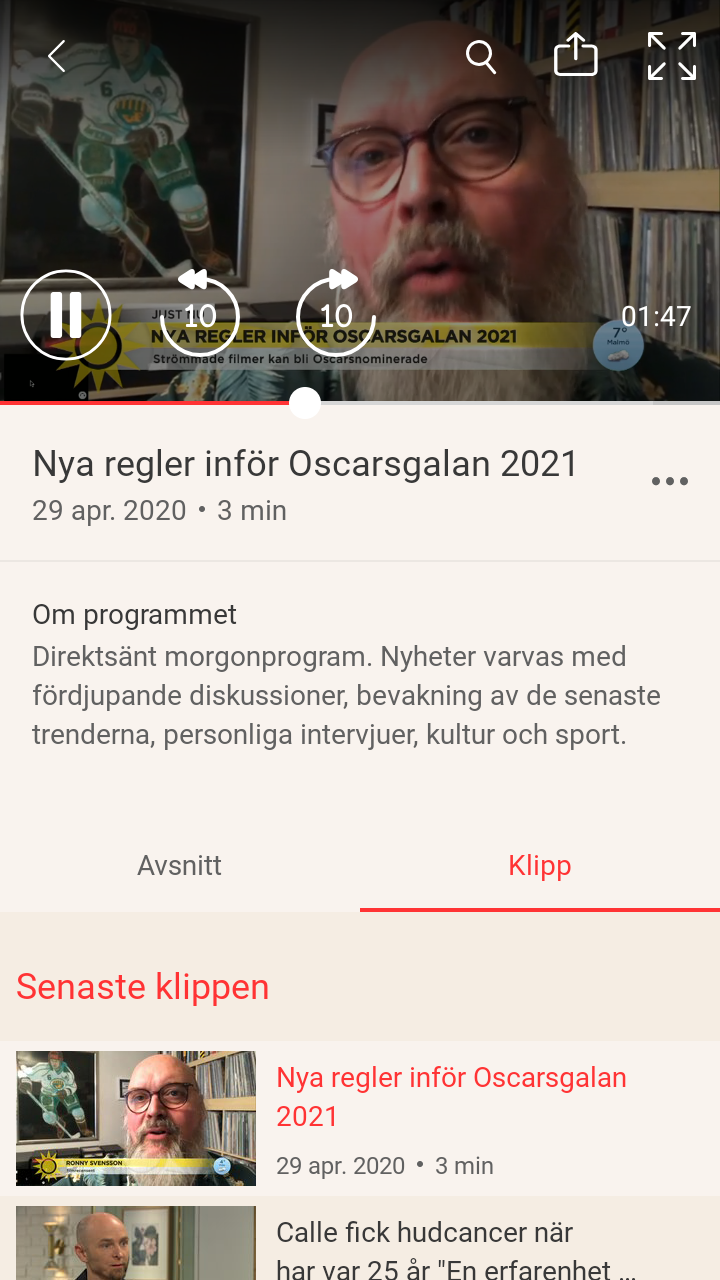 10
10
01:47
JUST NU
NYA REGLER INFÖR OSCARSGALAN 2021
Strömmade filmer kan bli Oscarsnominerade
7°
Malmö
6
Nya regler inför Oscarsgalan 2021
29 apr. 2020 • 3 min
Om programmet
Direktsänt morgonprogram. Nyheter varvas med
fördjupande diskussioner, bevakning av de senaste
trenderna, personliga intervjuer, kultur och sport.
Avsnitt
Klipp
Senaste klippen
RONNY SVENSSON
Nya regler inför Oscarsgalan
2021
29 apr. 2020 • 3 min
Calle fick hudcancer när
har var 25 år "En erfarenhet ...